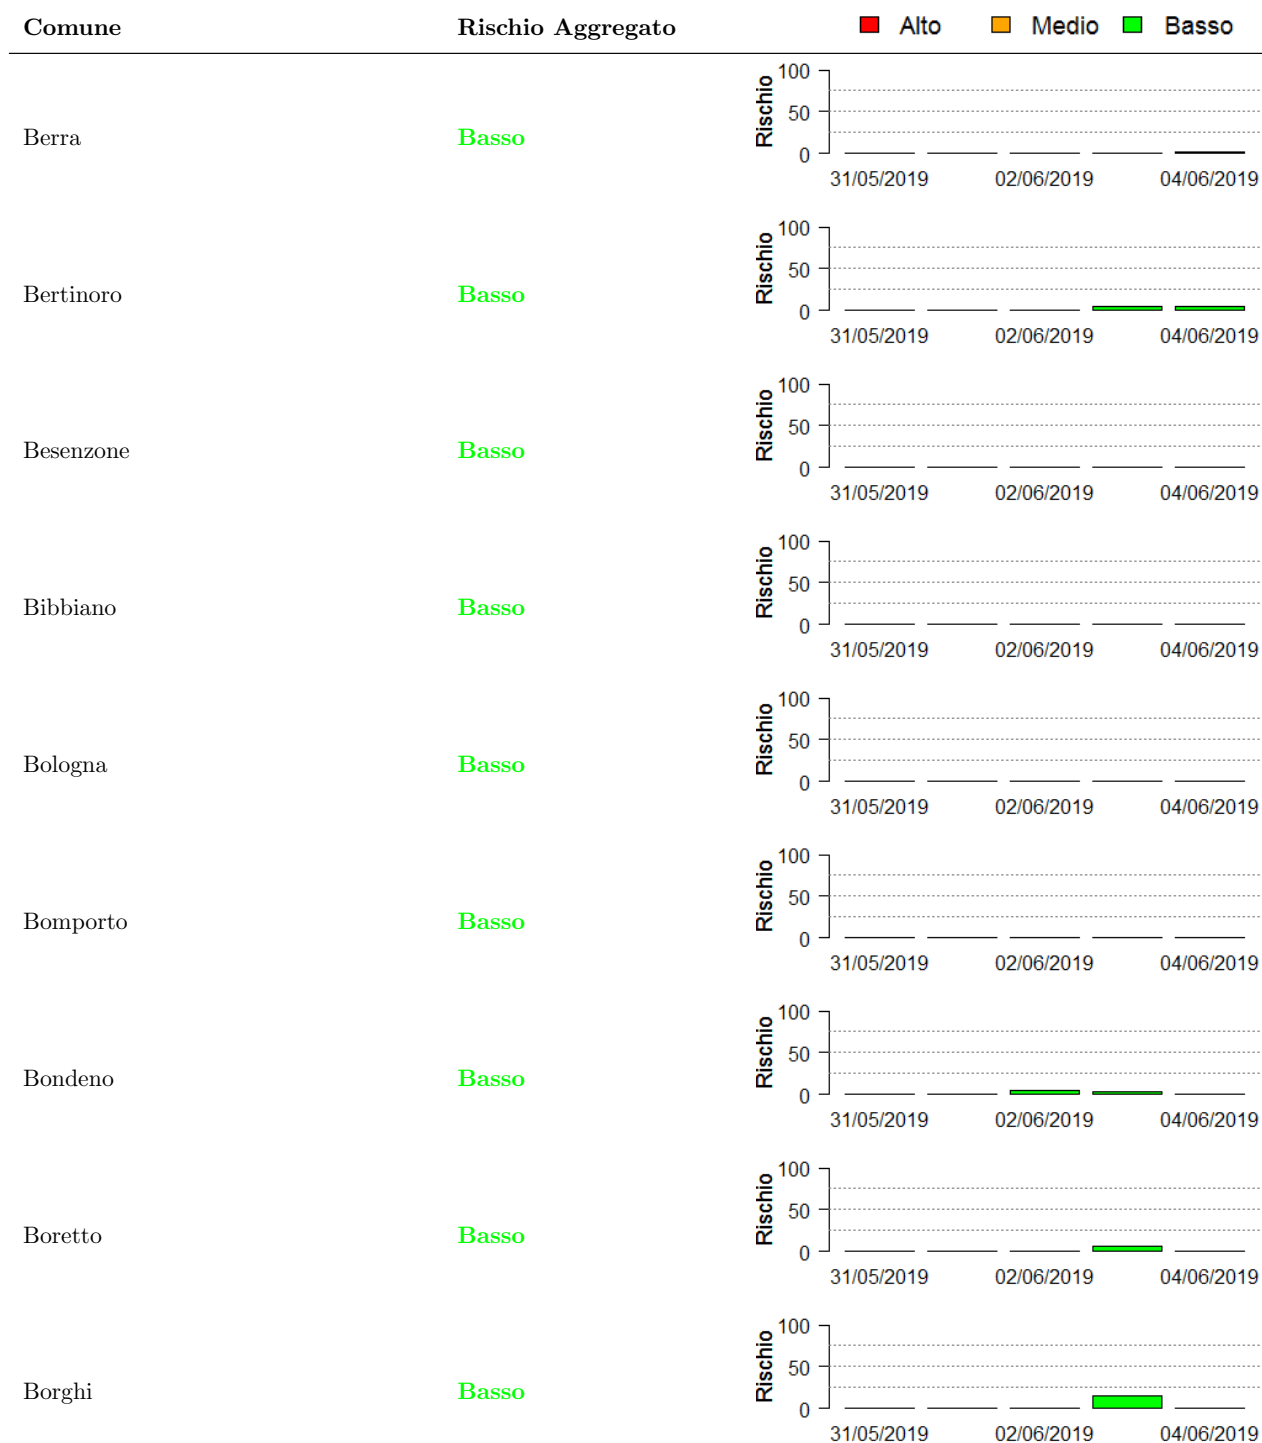 Comune Rischio Aggregato Alto Medio Basso
Berra Basso Rischio 100 50 0
31/05/2019 02/06/2019 04/06/2019
Bertinoro Basso Rischio 100 50 0
31/05/2019 02/06/2019 04/06/2019
Besenzone Basso Rischio 100 50 0
31/05/2019 02/06/2019 04/06/2019
Bibbiano Basso Rischio 100 50 0
31/05/2019 02/06/2019 04/06/2019
Bologna Basso Rischio 100 50 0
31/05/2019 02/06/2019 04/06/2019
Bomporto Basso Rischio 100 50 0
31/05/2019 02/06/2019 04/06/2019
Bondeno Basso Rischio 100 50 0
31/05/2019 02/06/2019 04/06/2019
Boretto Basso Rischio 100 50 0
31/05/2019 02/06/2019 04/06/2019
Borghi Basso Rischio 100 50 0
31/05/2019 02/06/2019 04/06/2019